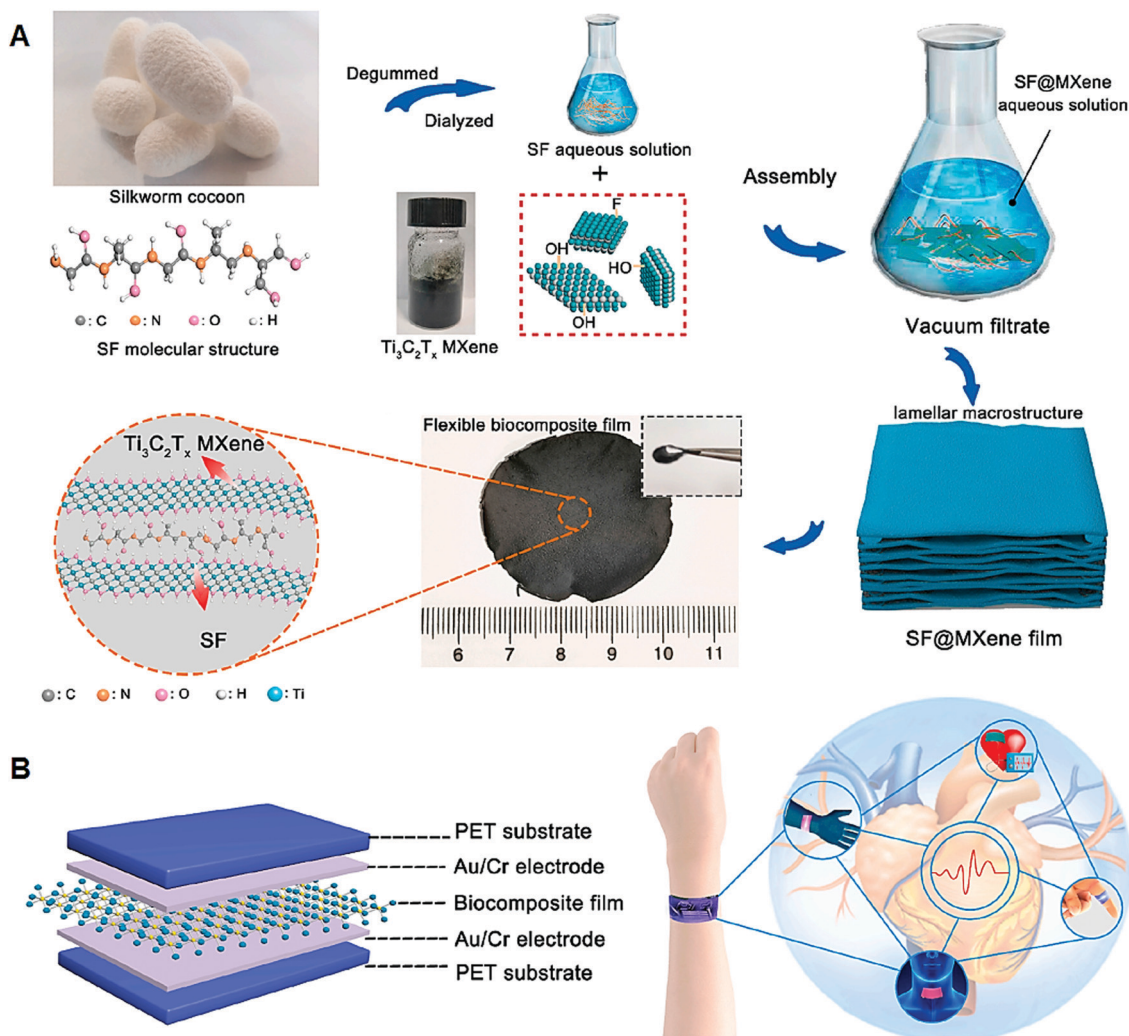 A
Silkworm cocoon
Degummed
Dialyzed
SF aqueous solution
+
SF@MXene
aqueous solution
Assembly
F
OH
HO
OH
: C : N : O : H
SF molecular structure
Ti₃C₂Tₓ MXene
Vacuum filtrate
lamellar macrostructure
Ti₃C₂Tₓ MXene
SF
Flexible biocomposite film
6 7 8 9 10 11
SF@MXene film
: C : N : O : H : Ti
B
PET substrate
Au/Cr electrode
Biocomposite film
Au/Cr electrode
PET substrate